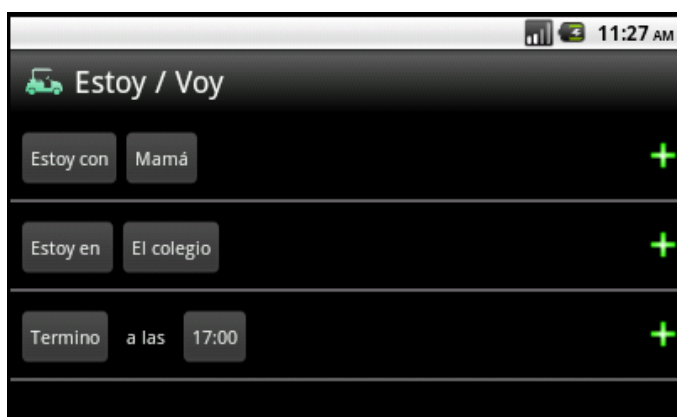 11:27 AM
Estoy / Voy
Estoy con Mamá
Estoy en El colegio
Termino a las 17:00